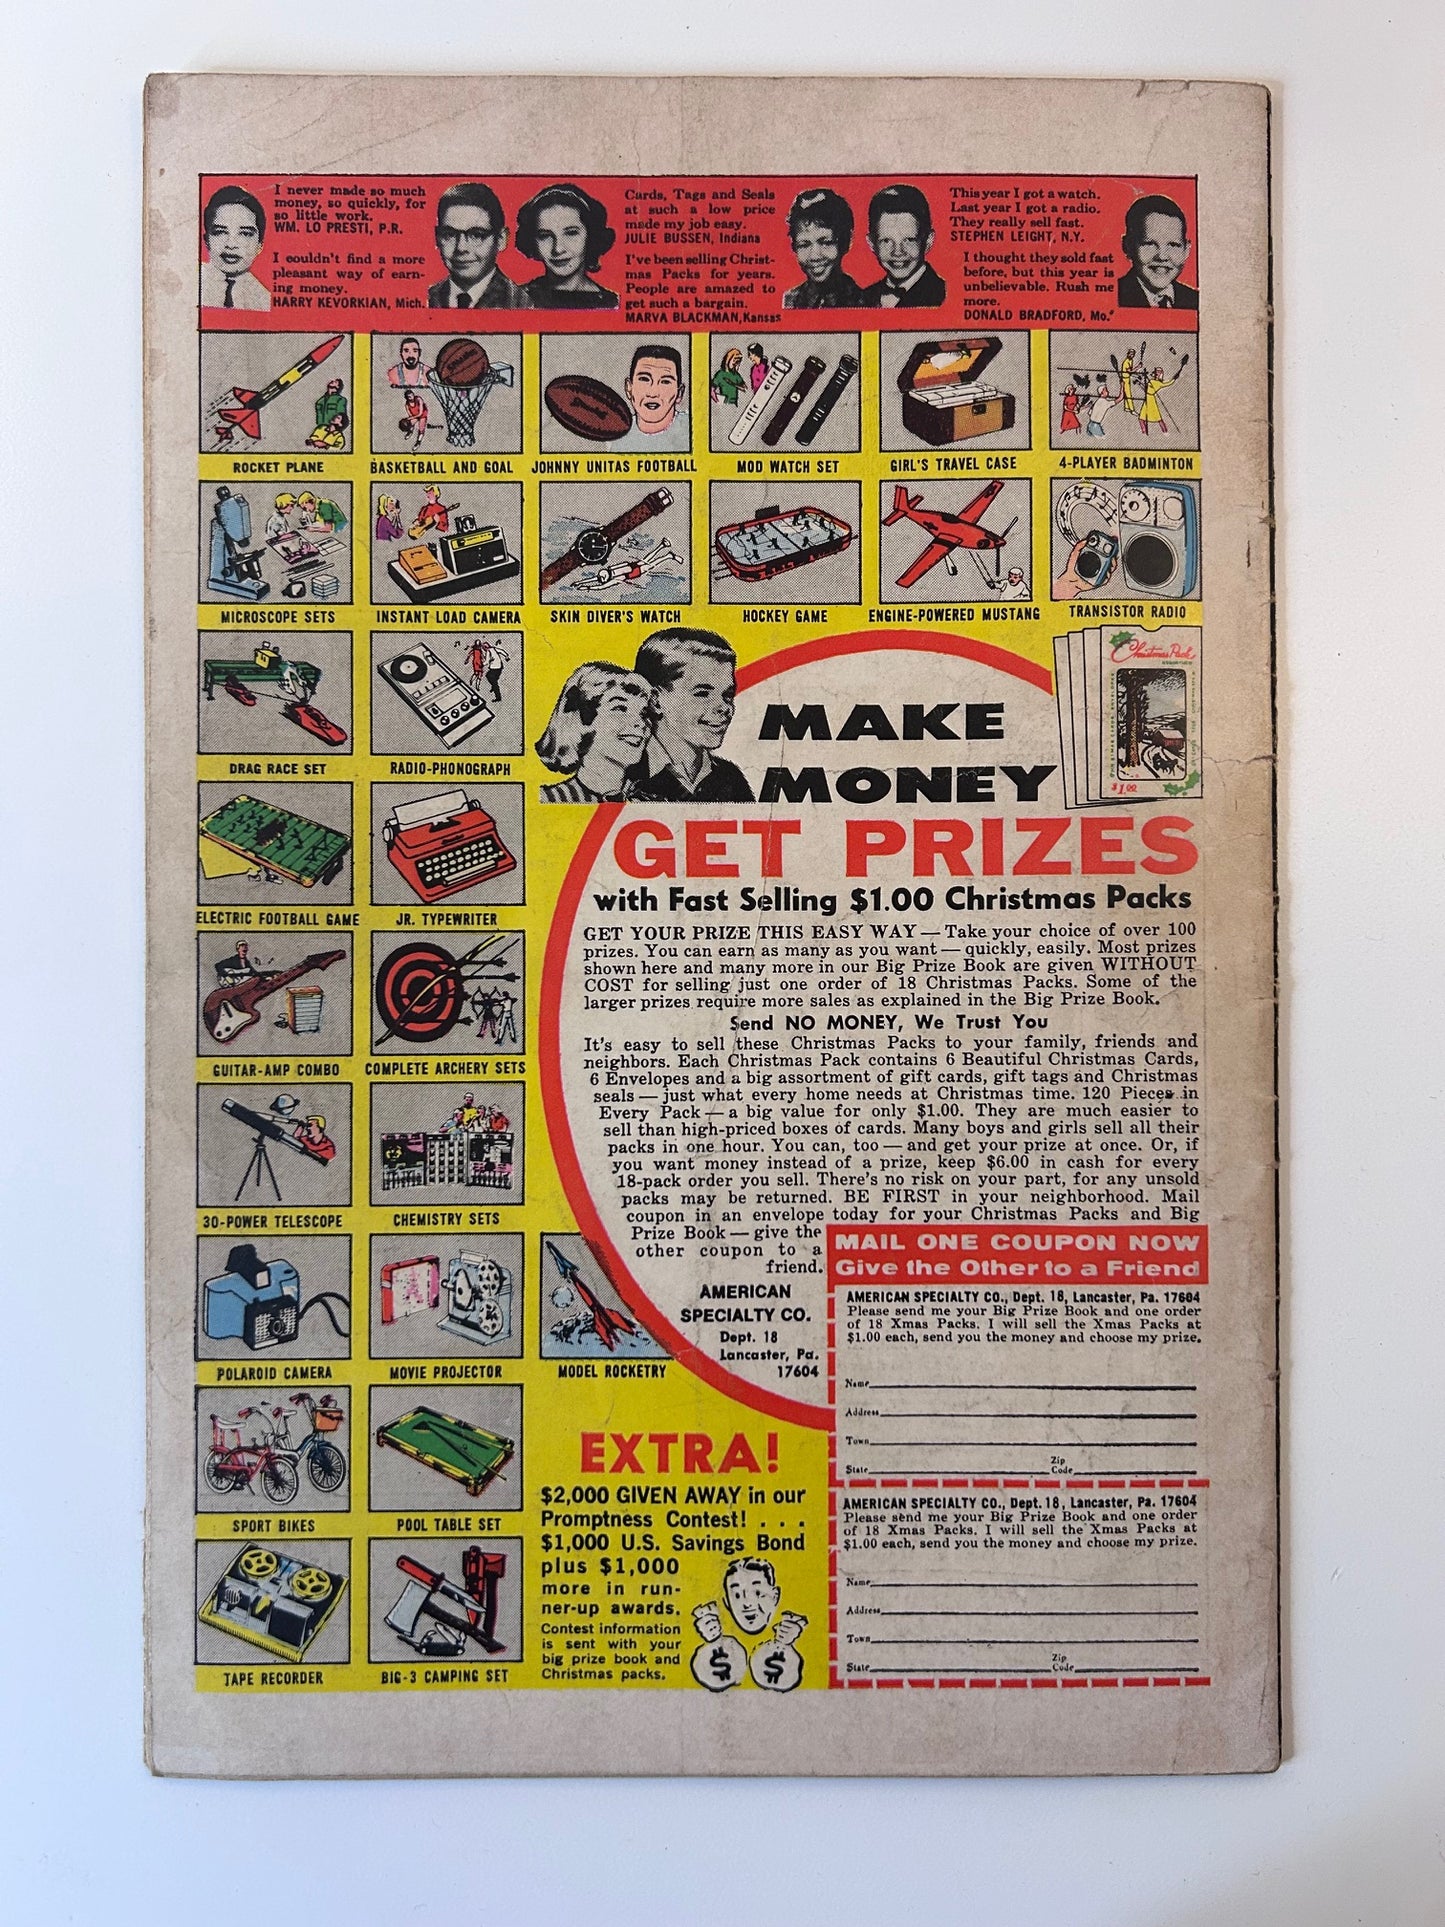 I never made so much
money, so quickly, for
so little work.
WM. LO PRESTI, P.R.
I couldn't find a more
pleasant way of earn-
ing money.
HARRY KEVORKIAN, Mich.
Cards, Tags and Seals
at such a low price
made my job easy.
JULIE BUSSEN, Indiana
I've been selling Christ-
mas Packs for years.
People are amazed to
get such a bargain.
MARVA BLACKMAN, Kansas
This year I got a watch.
Last year I got a radio.
They really sell fast.
STEPHEN LEIGHT, N.Y.
I thought they sold fast
before, but this year is
unbelievable. Rush me
more.
DONALD BRADFORD, Mo.
ROCKET PLANE
BASKETBALL AND GOAL
JOHNNY UNITAS FOOTBALL
MOD WATCH SET
GIRL'S TRAVEL CASE
4-PLAYER BADMINTON
MICROSCOPE SETS
INSTANT LOAD CAMERA
SKIN DIVER'S WATCH
HOCKEY GAME
ENGINE-POWERED MUSTANG
TRANSISTOR RADIO
DRAG RACE SET
RADIO-PHONOGRAPH
Christmas Pack
$1.00
MAKE
MONEY
GET PRIZES
with Fast Selling $1.00 Christmas Packs
ELECTRIC FOOTBALL GAME
JR. TYPEWRITER
GUITAR-AMP COMBO
COMPLETE ARCHERY SETS
30-POWER TELESCOPE
CHEMISTRY SETS
POLAROID CAMERA
MOVIE PROJECTOR
MODEL ROCKETRY
SPORT BIKES
POOL TABLE SET
TAPE RECORDER
BIG-3 CAMPING SET
GET YOUR PRIZE THIS EASY WAY — Take your choice of over 100
prizes. You can earn as many as you want — quickly, easily. Most prizes
shown here and many more in our Big Prize Book are given WITHOUT
COST for selling just one order of 18 Christmas Packs. Some of the
larger prizes require more sales as explained in the Big Prize Book.
Send NO MONEY, We Trust You
It's easy to sell these Christmas Packs to your family, friends and
neighbors. Each Christmas Pack contains 6 Beautiful Christmas Cards,
6 Envelopes and a big assortment of gift cards, gift tags and Christmas
seals — just what every home needs at Christmas time. 120 Pieces in
Every Pack — a big value for only $1.00. They are much easier to
sell than high-priced boxes of cards. Many boys and girls sell all their
packs in one hour. You can, too — and get your prize at once. Or, if
you want money instead of a prize, keep $6.00 in cash for every
18-pack order you sell. There's no risk on your part, for any unsold
packs may be returned. BE FIRST in your neighborhood. Mail
coupon in an envelope today for your Christmas Packs and Big
Prize Book — give the
other coupon to a
friend.
AMERICAN
SPECIALTY CO.
Dept. 18
Lancaster, Pa.
17604
EXTRA!
$2,000 GIVEN AWAY in our
Promptness Contest! . . .
$1,000 U.S. Savings Bond
plus $1,000
more in run-
ner-up awards.
Contest information
is sent with your
big prize book and
Christmas packs.
$ $
MAIL ONE COUPON NOW
Give the Other to a Friend
AMERICAN SPECIALTY CO., Dept. 18, Lancaster, Pa. 17604
Please send me your Big Prize Book and one order
of 18 Xmas Packs. I will sell the Xmas Packs at
$1.00 each, send you the money and choose my prize.
Name
Address
Town
State Zip Code
AMERICAN SPECIALTY CO., Dept. 18, Lancaster, Pa. 17604
Please send me your Big Prize Book and one order
of 18 Xmas Packs. I will sell the Xmas Packs at
$1.00 each, send you the money and choose my prize.
Name
Address
Town
State Zip Code